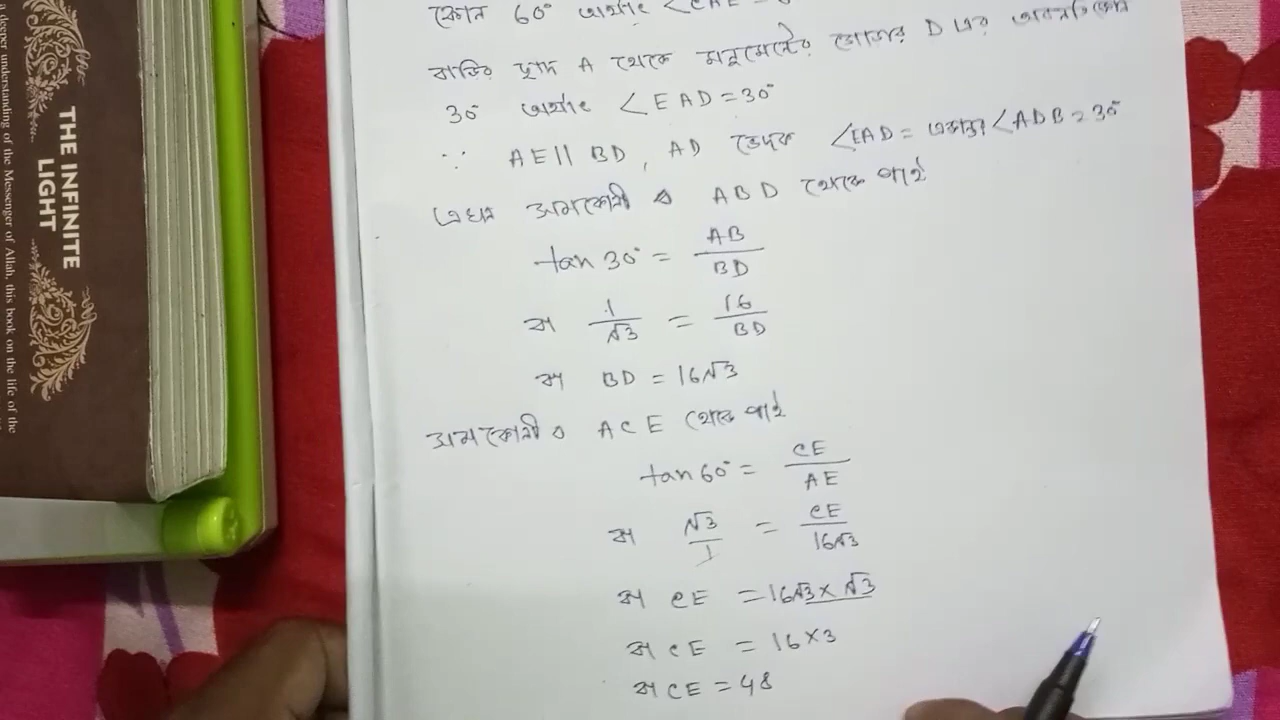 a deeper understanding of
the Messenger of Allah, this book on the life of the
THE INFINITE
LIGHT
কোন 60° অর্থাৎ ∠CAE =
বাড়ির ছাদ A থেকে মনুমেন্টের গোড়ার D এর অবনতি কোন
30° অর্থাৎ ∠EAD = 30°
∵ AE || BD, AD ভেদক ∠EAD = একান্তর ∠ADB = 30°
এখন সমকোণী △ ABD থেকে পাই
tan 30° = AB/BD
বা 1/√3 = 16/BD
বা BD = 16√3
সমকোণী △ ACE থেকে পাই
tan 60° = CE/AE
বা √3/1 = CE/16√3
বা CE = 16√3 × √3
বা CE = 16 × 3
বা CE = 48